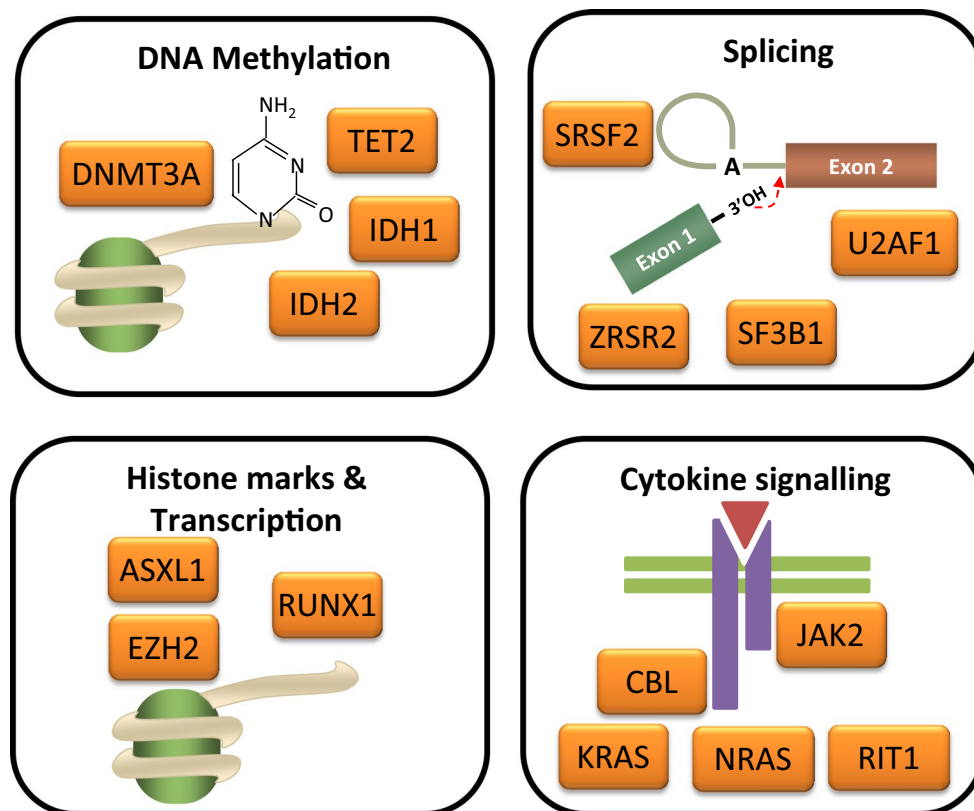 DNA Methylation
NH2
N
N
O
DNMT3A
TET2
IDH1
IDH2
Splicing
SRSF2
A
Exon 2
3'OH
Exon 1
U2AF1
ZRSR2
SF3B1
Histone marks &
Transcription
ASXL1
RUNX1
EZH2
Cytokine signalling
JAK2
CBL
KRAS
NRAS
RIT1